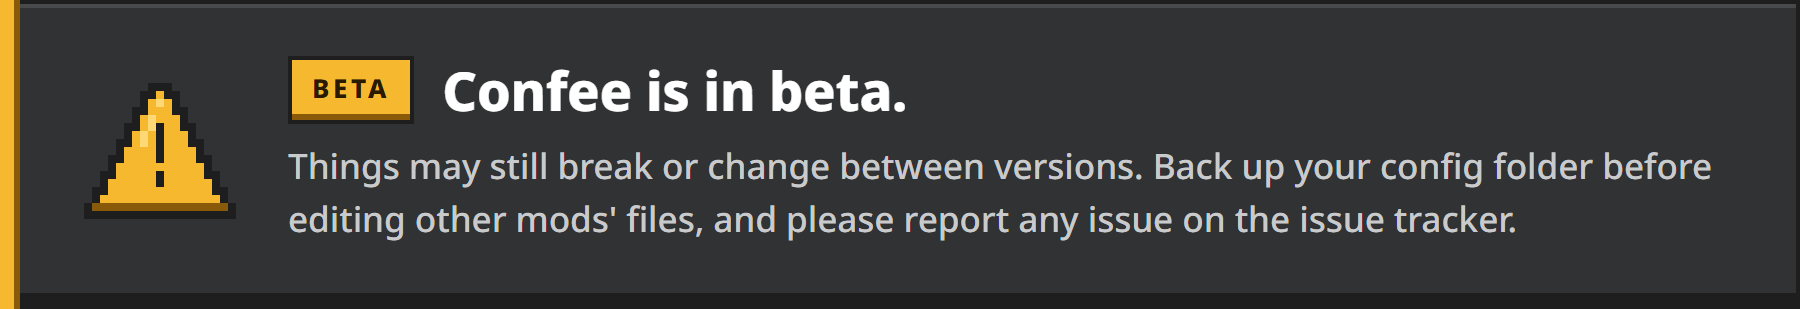 BETA Confee is in beta.
Things may still break or change between versions. Back up your config folder before
editing other mods' files, and please report any issue on the issue tracker.